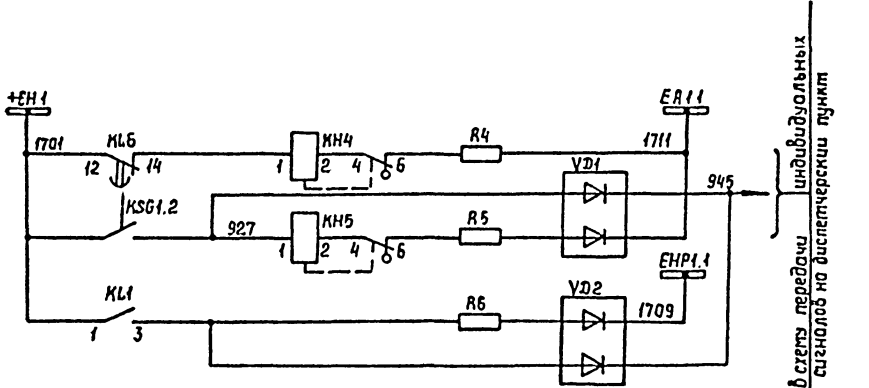 +EH1
EA11
1701
KL6
12
14
KH4
1
2
4
6
R4
1711
VD1
945
KSG1.2
927
KH5
1
2
4
6
R5
EHP1.1
KL1
1
3
R6
VD2
1709
в схему передачи индивидуальных
сигналов на диспетчерский пункт